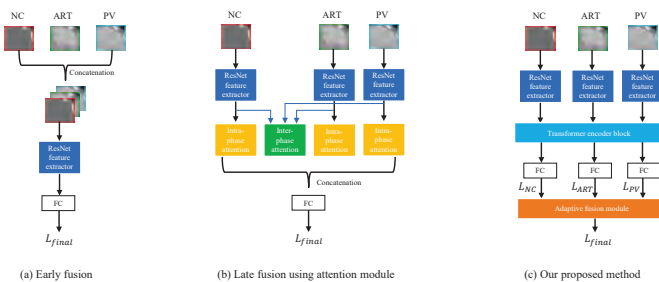 NC ART PV
Concatenation
ResNet
feature
extractor
FC
L_final
(a) Early fusion
NC ART PV
ResNet
feature
extractor
ResNet
feature
extractor
ResNet
feature
extractor
Intra-
phase
attention
Inter-
phase
attention
Intra-
phase
attention
Intra-
phase
attention
Concatenation
FC
L_final
(b) Late fusion using attention module
NC ART PV
ResNet
feature
extractor
ResNet
feature
extractor
ResNet
feature
extractor
Transformer encoder block
FC FC FC
L_NC L_ART L_PV
Adaptive fusion module
L_final
(c) Our proposed method